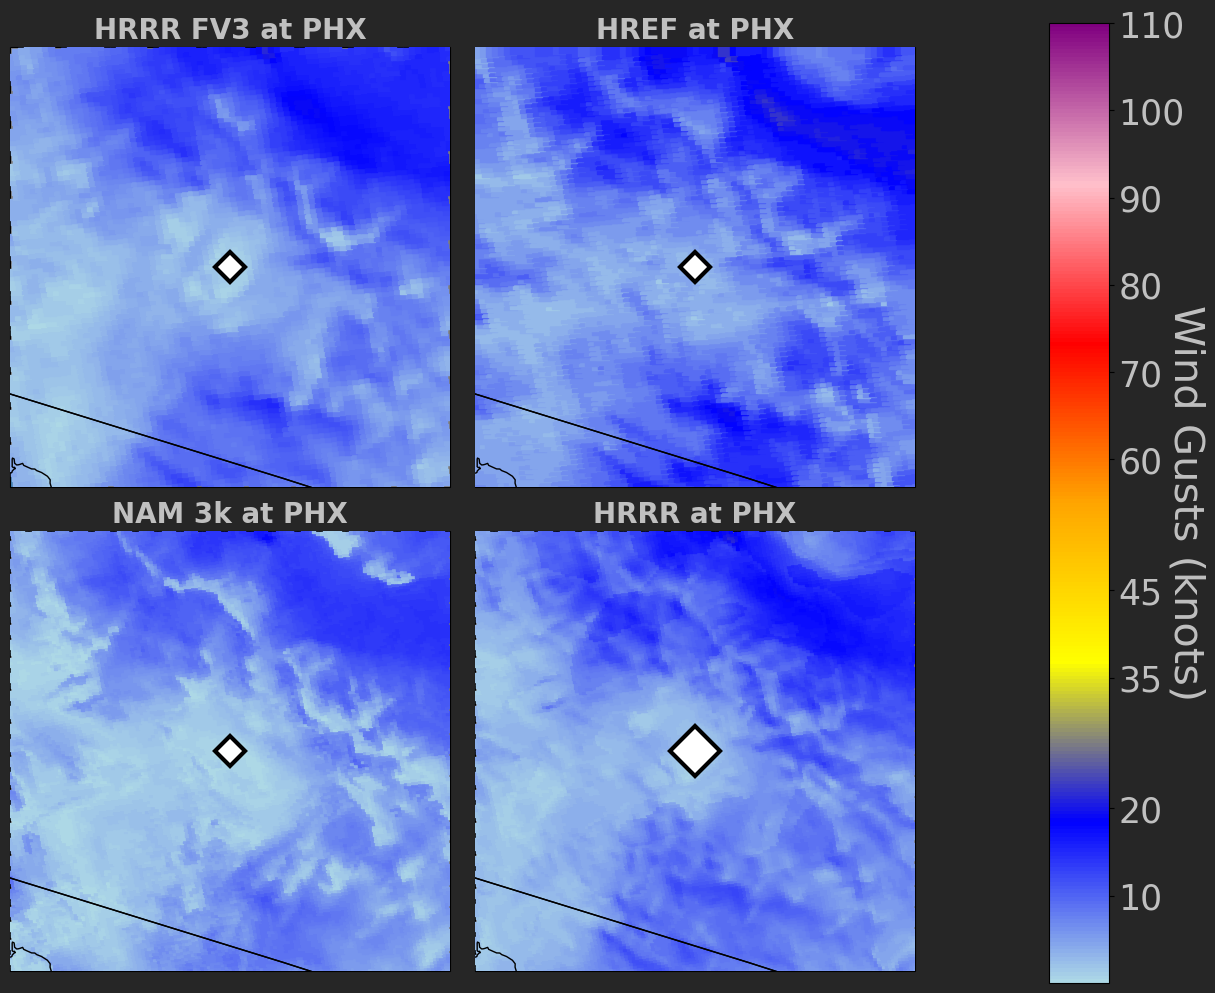 HRRR FV3 at PHX
HREF at PHX
NAM 3k at PHX
HRRR at PHX
110
100
90
80
70
60
45
35
20
10
Wind Gusts (knots)